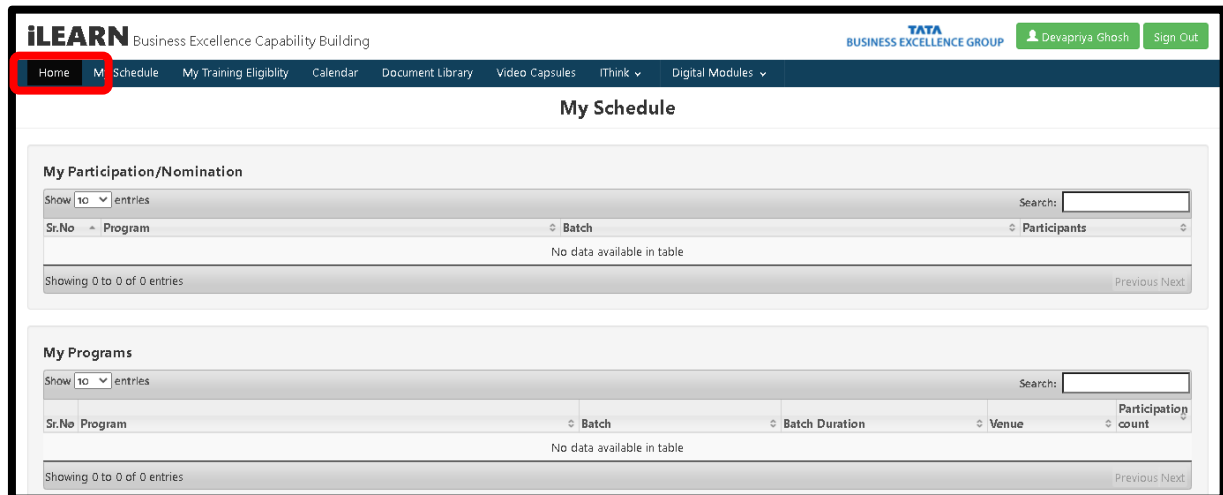 iLEARN Business Excellence Capability Building
TATA
BUSINESS EXCELLENCE GROUP
Devapriya Ghosh Sign Out
Home My Schedule My Training Eligiblity Calendar Document Library Video Capsules IThink Digital Modules
My Schedule
My Participation/Nomination
Show 10 entries Search:
Sr.No Program Batch Participants
No data available in table
Showing 0 to 0 of 0 entries Previous Next
My Programs
Show 10 entries Search:
Sr.No Program Batch Batch Duration Venue Participation count
No data available in table
Showing 0 to 0 of 0 entries Previous Next